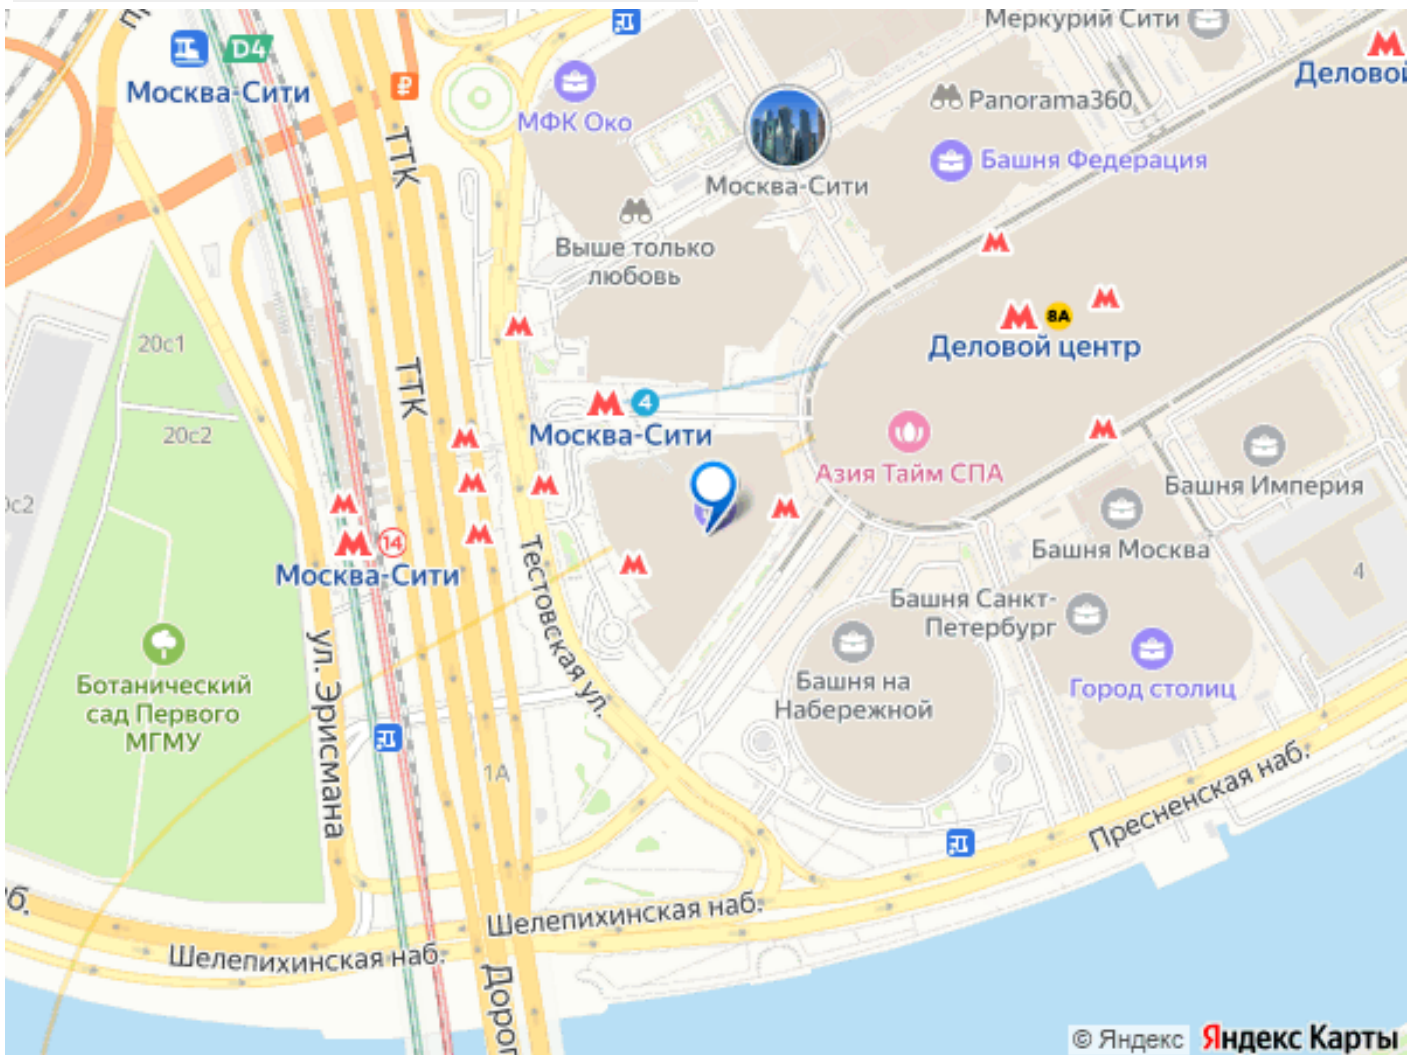 Меркурий Сити
D4
Москва-Сити
₽
МФК Око
Panorama360
Деловой
ТТК
Москва-Сити
Башня Федерация
Выше только
любовь
20с1
8А
Деловой центр
ТТК
20с2
4
Москва-Сити
Азия Тайм СПА
Башня Империя
14
Москва-Сити
Тестовская ул.
Башня Москва
4
Башня Санкт-
Петербург
ул. Эрисмана
Ботанический
сад Первого
МГМУ
Башня на
Набережной
Город столиц
1А
Пресненская наб.
Шелепихинская наб.
Шелепихинская наб.
© Яндекс
Яндекс Карты